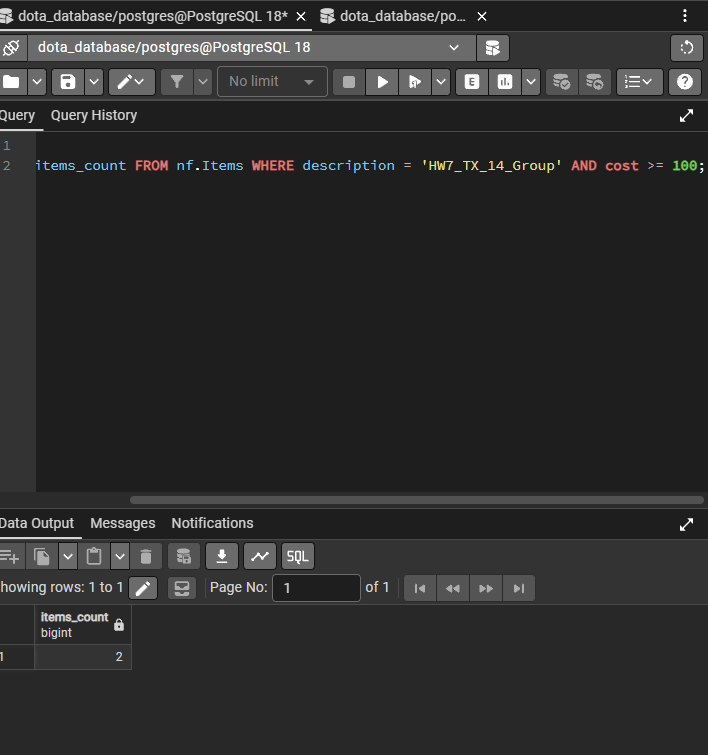 dota_database/postgres@PostgreSQL 18* dota_database/po...
dota_database/postgres@PostgreSQL 18
No limit
Query Query History
1
2 items_count FROM nf.Items WHERE description = 'HW7_TX_14_Group' AND cost >= 100;
Data Output Messages Notifications
SQL
howing rows: 1 to 1 Page No: 1 of 1
items_count
bigint
1 2